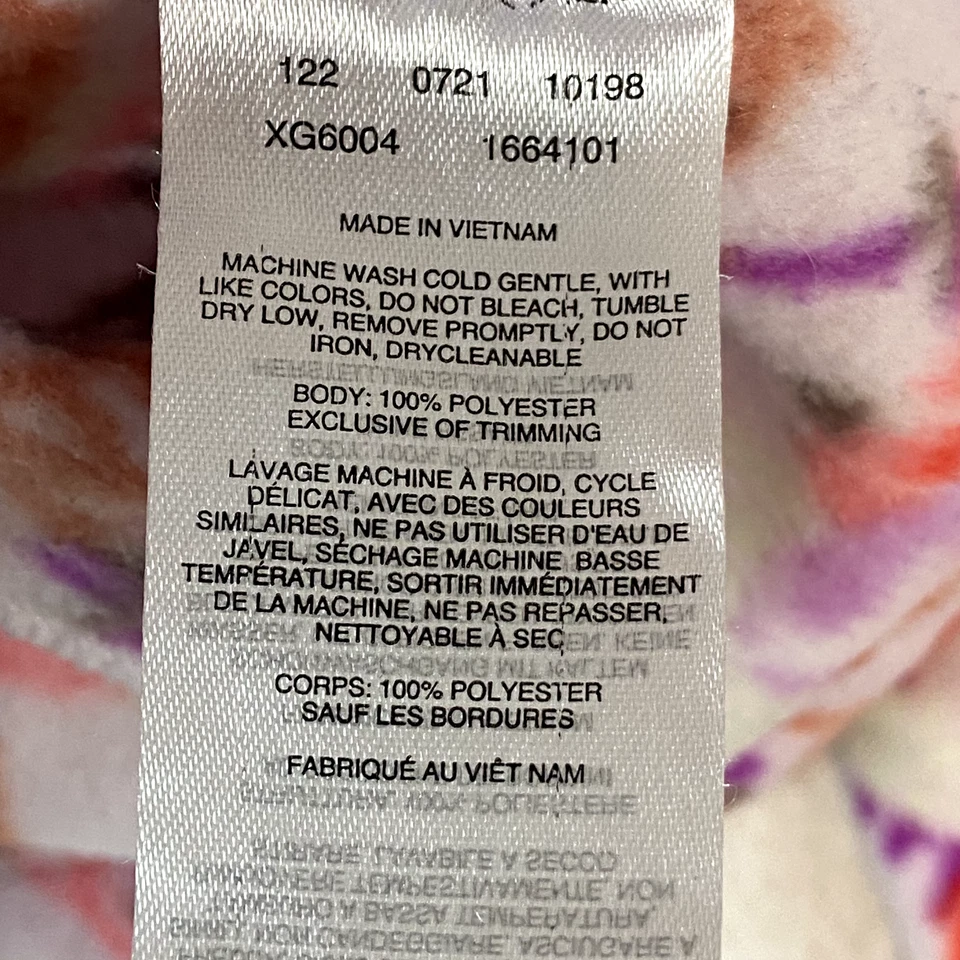 122 0721 10198
XG6004 1664101
MADE IN VIETNAM
MACHINE WASH COLD GENTLE, WITH
LIKE COLORS, DO NOT BLEACH, TUMBLE
DRY LOW, REMOVE PROMPTLY, DO NOT
IRON, DRYCLEANABLE
BODY: 100% POLYESTER
EXCLUSIVE OF TRIMMING
LAVAGE MACHINE À FROID, CYCLE
DÉLICAT, AVEC DES COULEURS
SIMILAIRES, NE PAS UTILISER D'EAU DE
JAVEL, SÉCHAGE MACHINE BASSE
TEMPÉRATURE, SORTIR IMMÉDIATEMENT
DE LA MACHINE, NE PAS REPASSER,
NETTOYABLE À SEC
CORPS: 100% POLYESTER
SAUF LES BORDURES
FABRIQUÉ AU VIÊT NAM